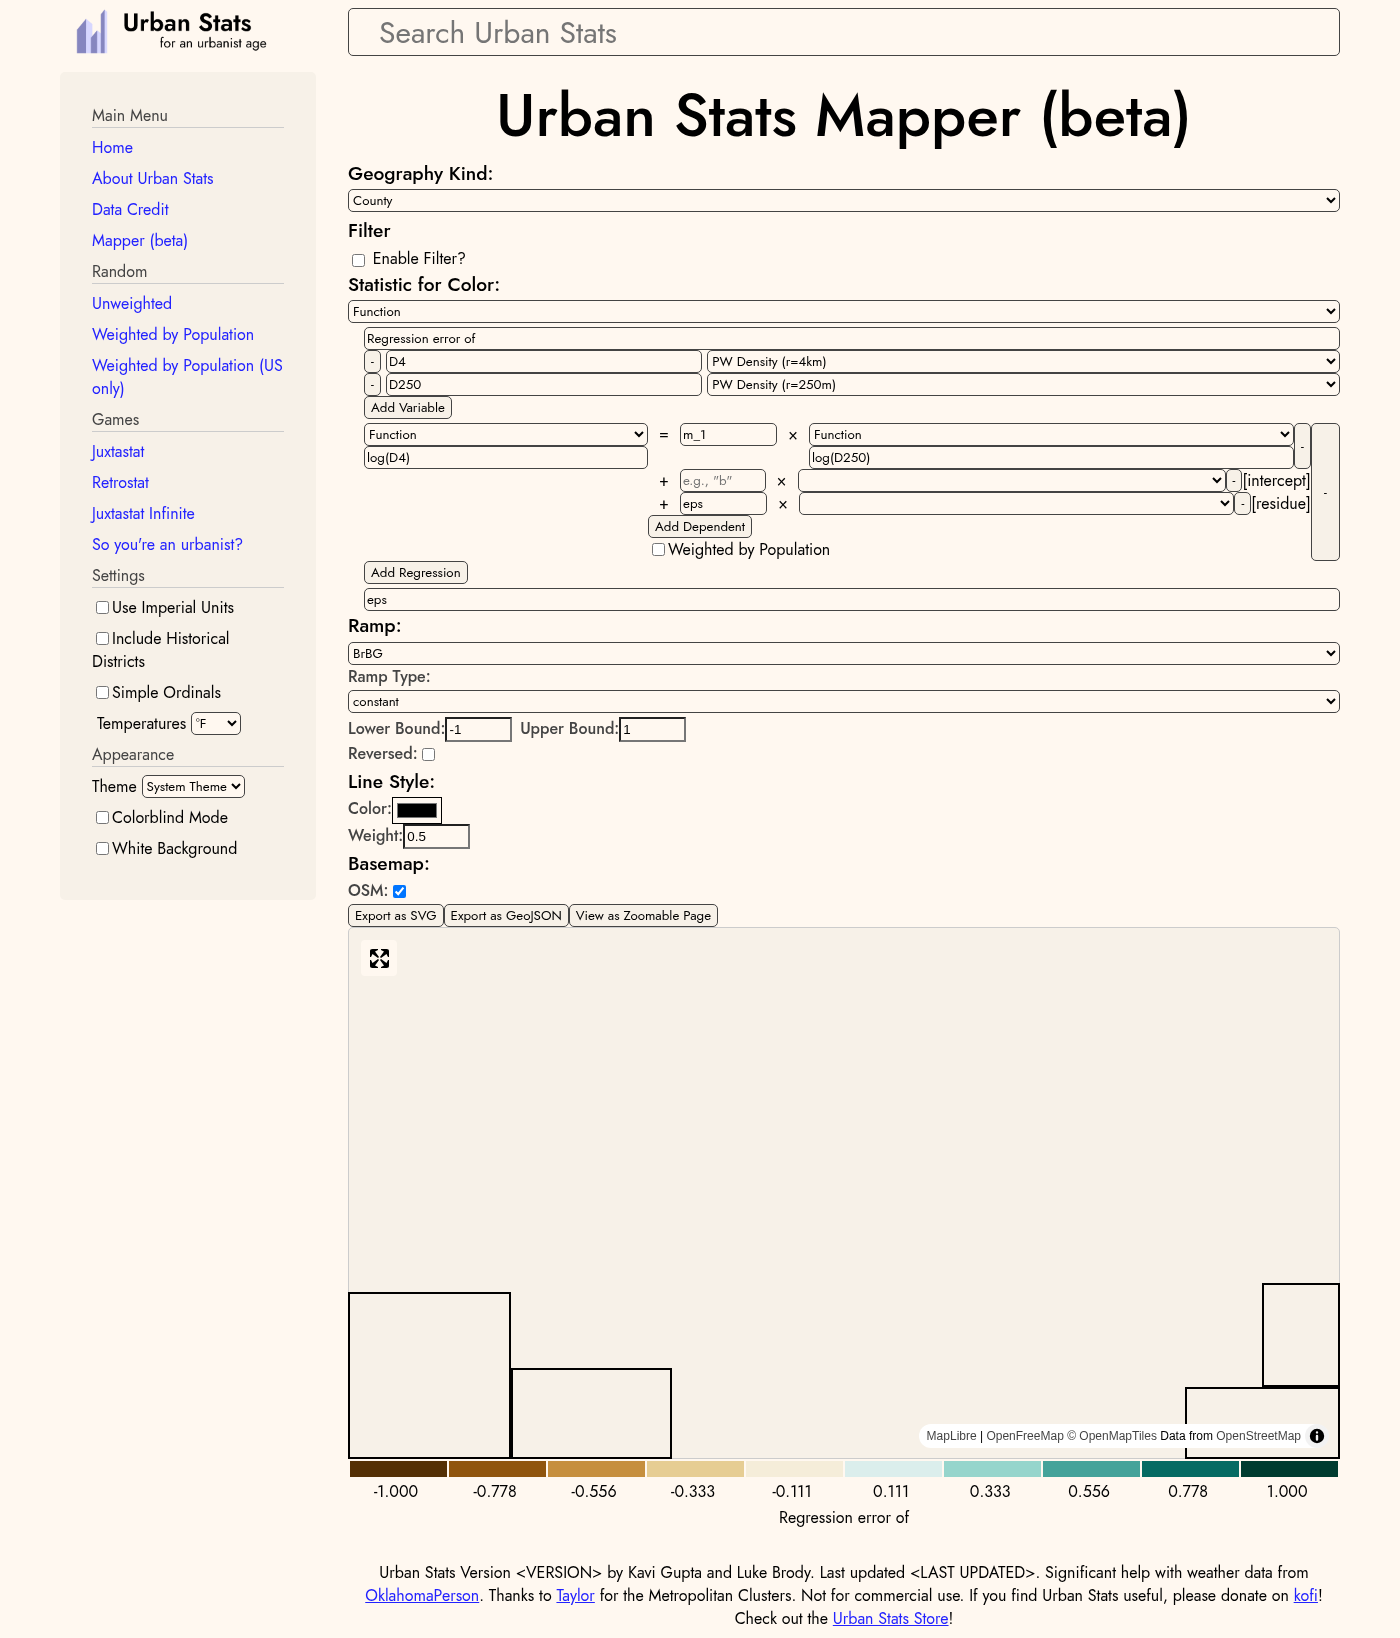 Urban Stats
for an urbanist age
Search Urban Stats
Main Menu
Home
About Urban Stats
Data Credit
Mapper (beta)
Random
Unweighted
Weighted by Population
Weighted by Population (US
only)
Games
Juxtastat
Retrostat
Juxtastat Infinite
So you're an urbanist?
Settings
Use Imperial Units
Include Historical
Districts
Simple Ordinals
Temperatures °F
Appearance
Theme System Theme
Colorblind Mode
White Background
Urban Stats Mapper (beta)
Geography Kind:
County
Filter
Enable Filter?
Statistic for Color:
Function
Regression error of
- D4 PW Density (r=4km)
- D250 PW Density (r=250m)
Add Variable
Function = m_1 × Function -
log(D4) log(D250)
+ e.g., "b" × - [intercept] -
+ eps × - [residue]
Add Dependent
Weighted by Population
Add Regression
eps
Ramp:
BrBG
Ramp Type:
constant
Lower Bound: -1 Upper Bound: 1
Reversed:
Line Style:
Color:
Weight: 0.5
Basemap:
OSM:
Export as SVG Export as GeoJSON View as Zoomable Page
MapLibre | OpenFreeMap © OpenMapTiles Data from OpenStreetMap
-1.000 -0.778 -0.556 -0.333 -0.111 0.111 0.333 0.556 0.778 1.000
Regression error of
Urban Stats Version <VERSION> by Kavi Gupta and Luke Brody. Last updated <LAST UPDATED>. Significant help with weather data from
OklahomaPerson. Thanks to Taylor for the Metropolitan Clusters. Not for commercial use. If you find Urban Stats useful, please donate on kofi!
Check out the Urban Stats Store!